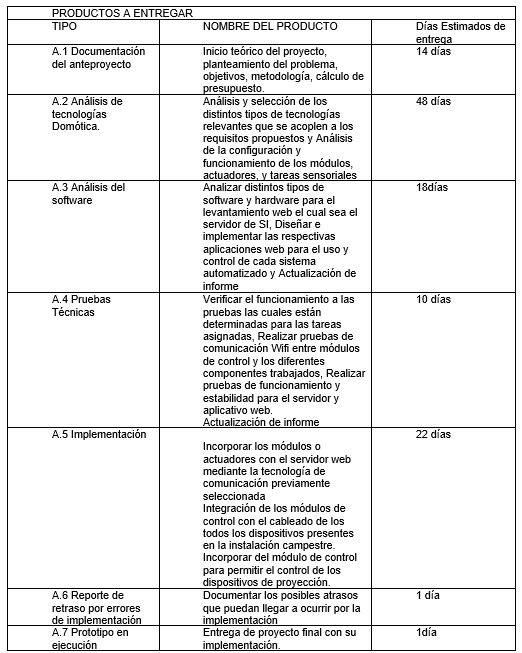 PRODUCTOS A ENTREGAR
TIPO
NOMBRE DEL PRODUCTO
Días Estimados de
entrega
A.1 Documentación
del anteproyecto
Inicio teórico del proyecto,
planteamiento del problema,
objetivos, metodología, cálculo de
presupuesto.
14 días
A.2 Análisis de
tecnologías
Domótica.
Análisis y selección de los
distintos tipos de tecnologías
relevantes que se acoplen a los
requisitos propuestos y Análisis
de la configuración y
funcionamiento de los módulos,
actuadores, y tareas sensoriales
48 días
A.3 Análisis del
software
Analizar distintos tipos de
software y hardware para el
levantamiento web el cual sea el
servidor de SI, Diseñar e
implementar las respectivas
aplicaciones web para el uso y
control de cada sistema
automatizado y Actualización de
informe
18días
A.4 Pruebas
Técnicas
Verificar el funcionamiento a las
pruebas las cuales están
determinadas para las tareas
asignadas, Realizar pruebas de
comunicación Wifi entre módulos
de control y los diferentes
componentes trabajados, Realizar
pruebas de funcionamiento y
estabilidad para el servidor y
aplicativo web.
Actualización de informe
10 días
A.5 Implementación
Incorporar los módulos o
actuadores con el servidor web
mediante la tecnología de
comunicación previamente
seleccionada
Integración de los módulos de
control con el cableado de los
todos los dispositivos presentes
en la instalación campestre.
Incorporar del módulo de control
para permitir el control de los
dispositivos de proyección.
22 días
A.6 Reporte de
retraso por errores
de implementación
Documentar los posibles atrasos
que puedan llegar a ocurrir por la
implementación
1 día
A.7 Prototipo en
ejecución
Entrega de proyecto final con su
implementación.
1día